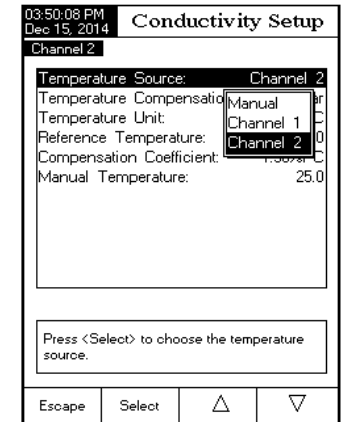 03:50:08 PM
Dec 15, 2014
Conductivity Setup
Channel 2
Temperature Source: Channel 2
Temperature
Temperature Unit: C
Reference Temperature: 0
Compensation Coefficient:
Manual Temperature: 25.0
Manual
Channel 1
Channel 2
Press <Select> to choose the temperature
source.
Escape Select